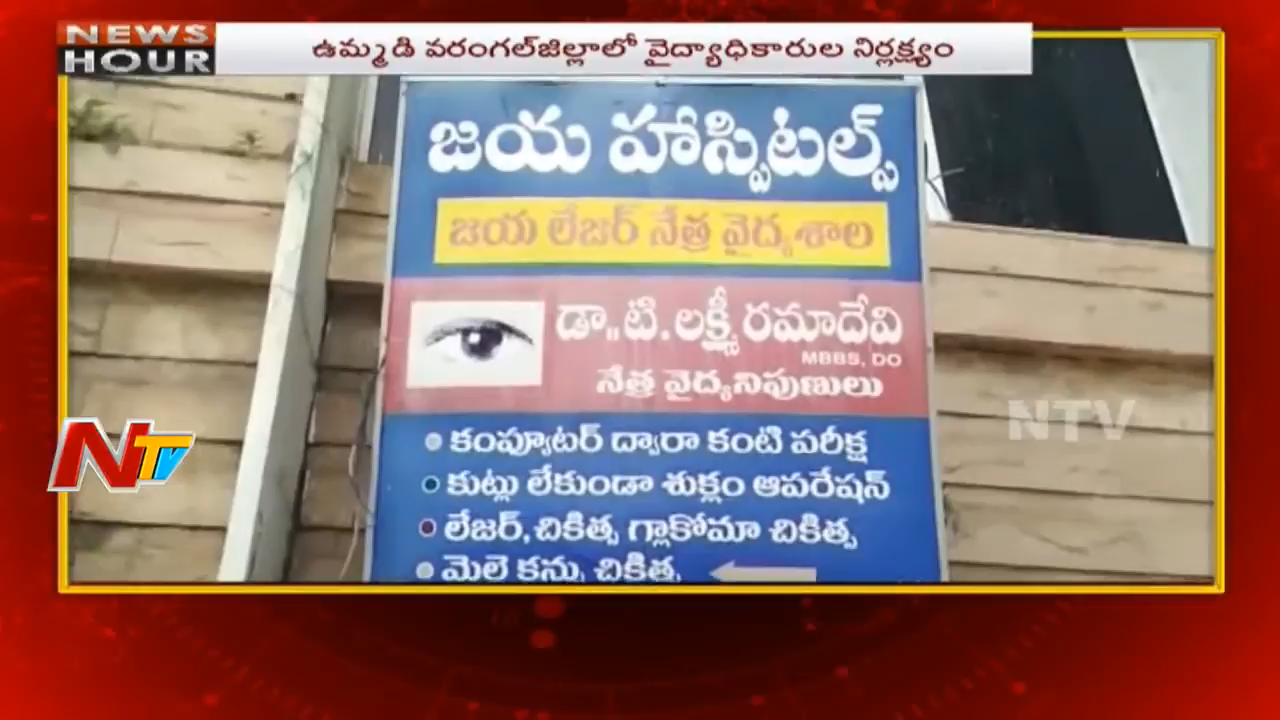 NEWS
HOUR
ఉమ్మడి వరంగల్‌జిల్లాలో వైద్యాధికారుల నిర్లక్ష్యం
జయ హాస్పిటల్స్
జయ లేజర్ నేత్ర వైద్యశాల
డా॥టి.లక్ష్మీ రమాదేవి
MBBS, DO
నేత్ర వైద్యనిపుణులు
కంప్యూటర్ ద్వారా కంటి పరీక్ష
కుట్లు లేకుండా శుక్లం ఆపరేషన్
లేజర్,చికిత్స గ్లాకోమా చికిత్స
మెల్లె కన్ను చికిత్స
NTV
NTV